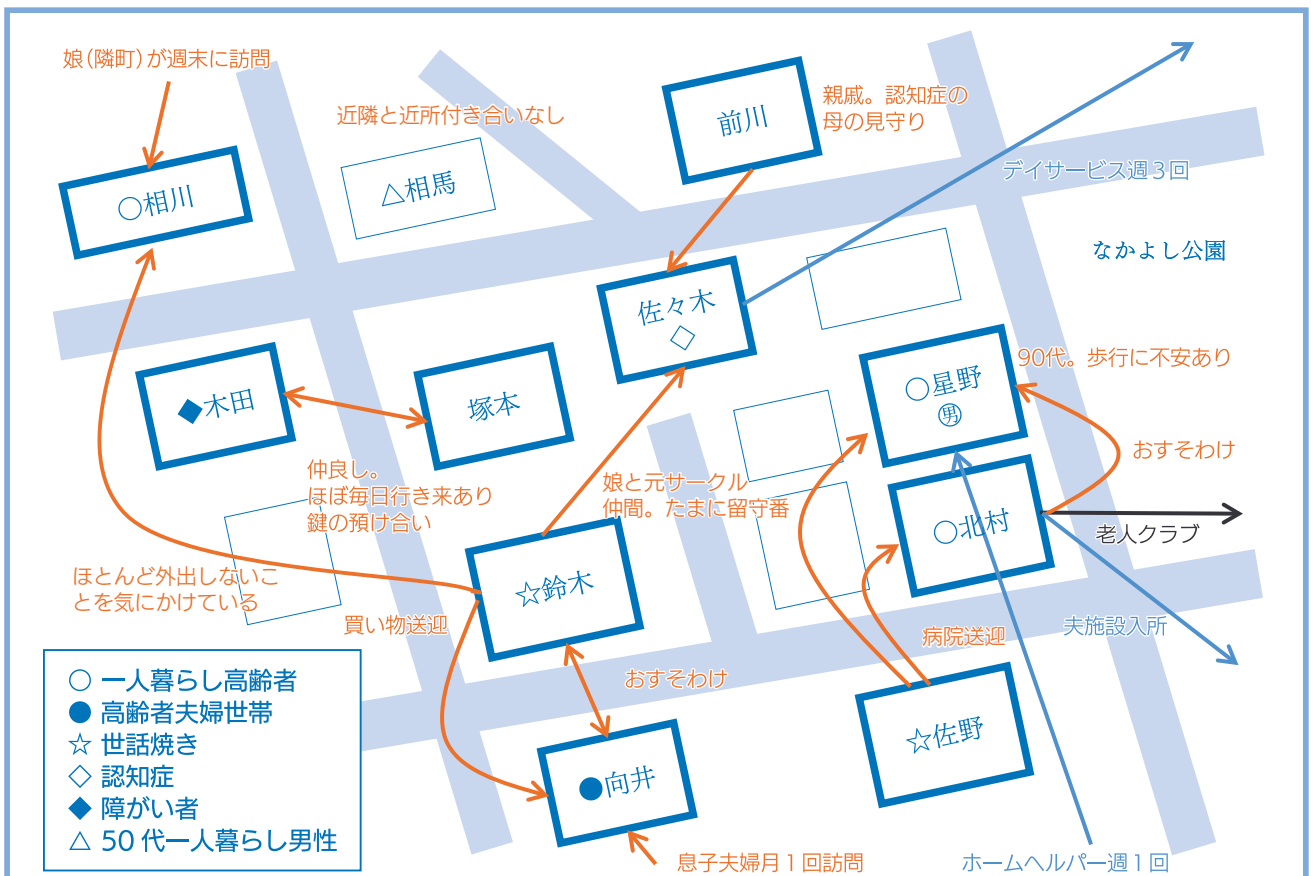 娘（隣町）が週末に訪問
近隣と近所付き合いなし
前川
親戚。認知症の
母の見守り
デイサービス週３回
○相川
△相馬
なかよし公園
佐々木
◇
◆木田
塚本
○星野
㊚
90代。歩行に不安あり
おすそわけ
仲良し。
ほぼ毎日行き来あり
鍵の預け合い
娘と元サークル
仲間。たまに留守番
○北村
老人クラブ
ほとんど外出しないこ
とを気にかけている
☆鈴木
買い物送迎
病院送迎
夫施設入所
おすそわけ
☆佐野
●向井
息子夫婦月１回訪問
ホームヘルパー週１回
○ 一人暮らし高齢者
● 高齢者夫婦世帯
☆ 世話焼き
◇ 認知症
◆ 障がい者
△ 50代一人暮らし男性